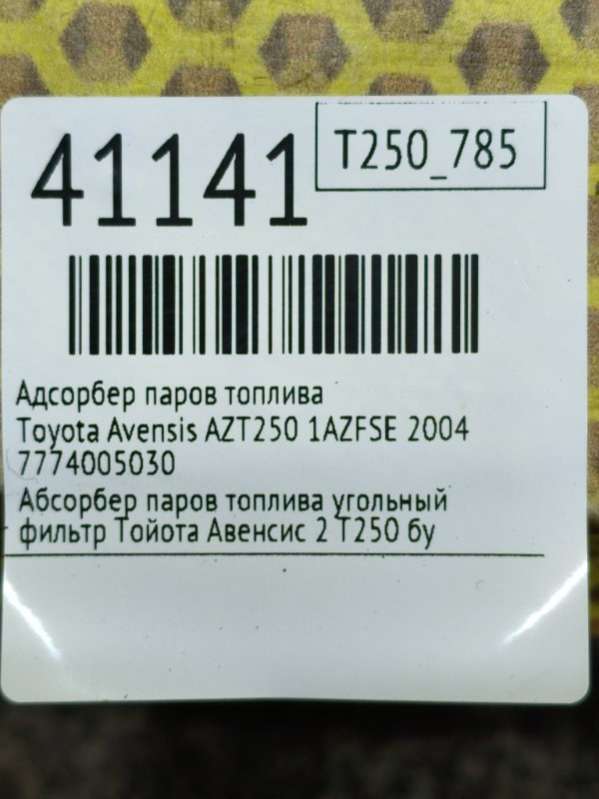 41141
T250_785
Адсорбер паров топлива
Toyota Avensis AZT250 1AZFSE 2004
7774005030
Абсорбер паров топлива угольный
фильтр Тойота Авенсис 2 Т250 бу